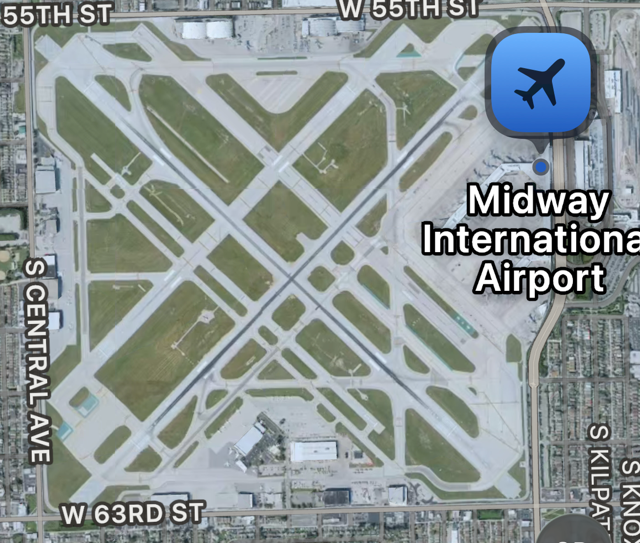 55TH ST
W 55TH ST
Midway
Internationa
Airport
S CENTRAL AVE
S KILPAT
S KNO
W 63RD ST